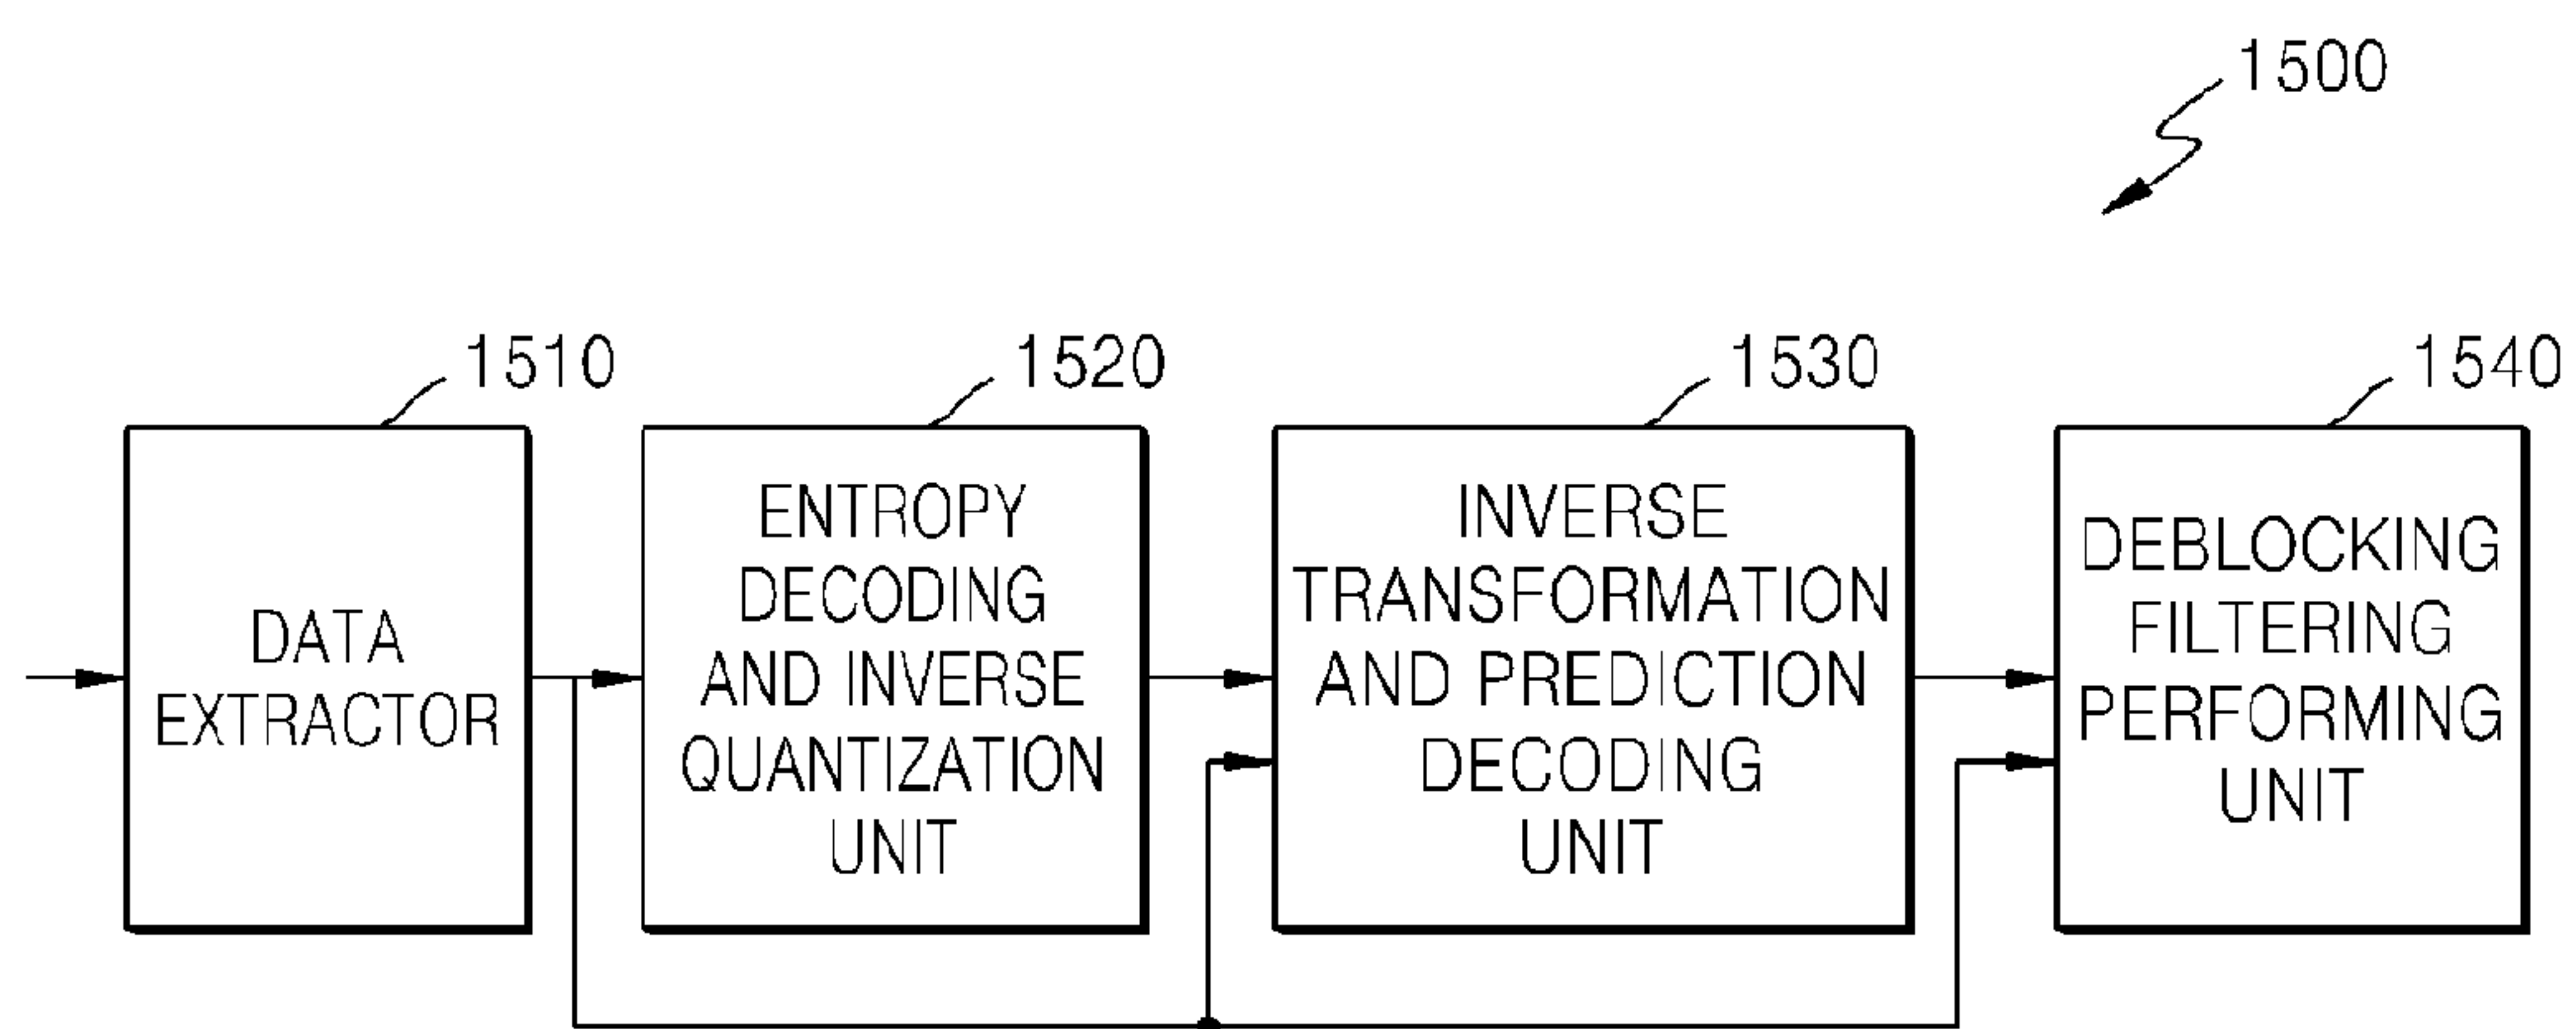 1500
1510
1520
1530
1540
DATA
EXTRACTOR
ENTROPY
DECODING
AND INVERSE
QUANTIZATION
UNIT
INVERSE
TRANSFORMATION
AND PREDICTION
DECODING
UNIT
DEBLOCKING
FILTERING
PERFORMING
UNIT